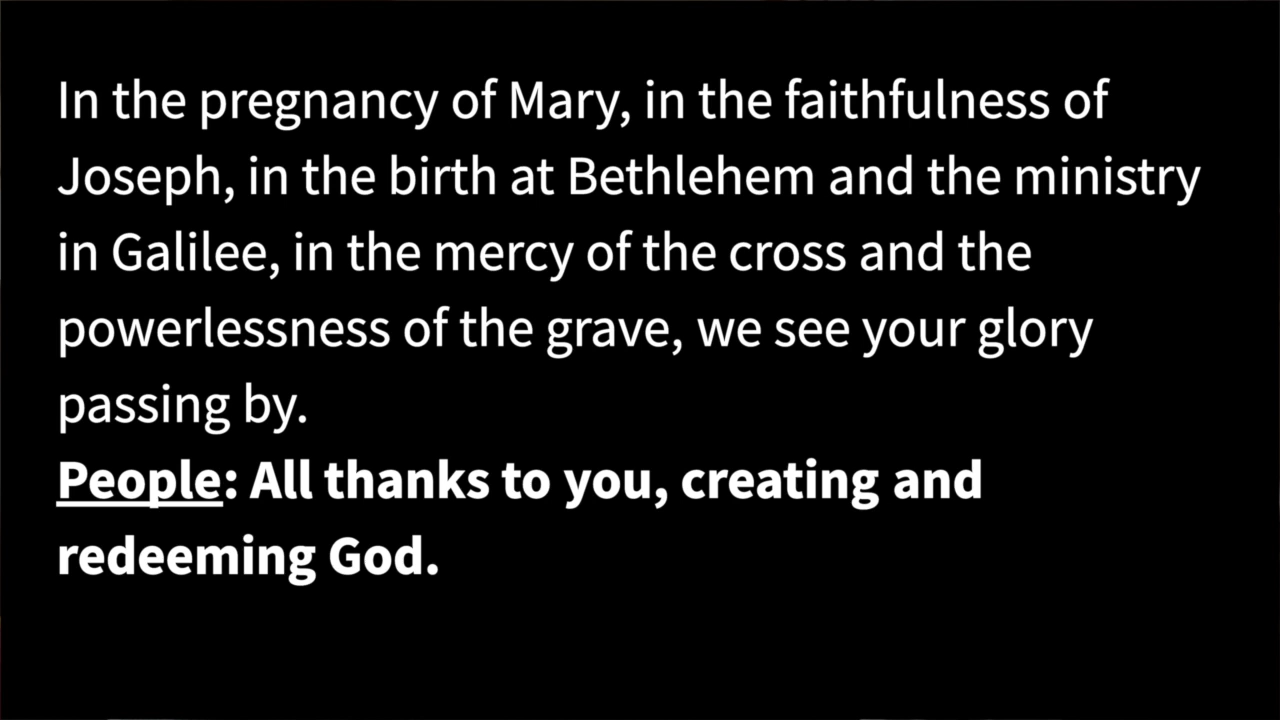 In the pregnancy of Mary, in the faithfulness of
Joseph, in the birth at Bethlehem and the ministry
in Galilee, in the mercy of the cross and the
powerlessness of the grave, we see your glory
passing by.
People: All thanks to you, creating and
redeeming God.